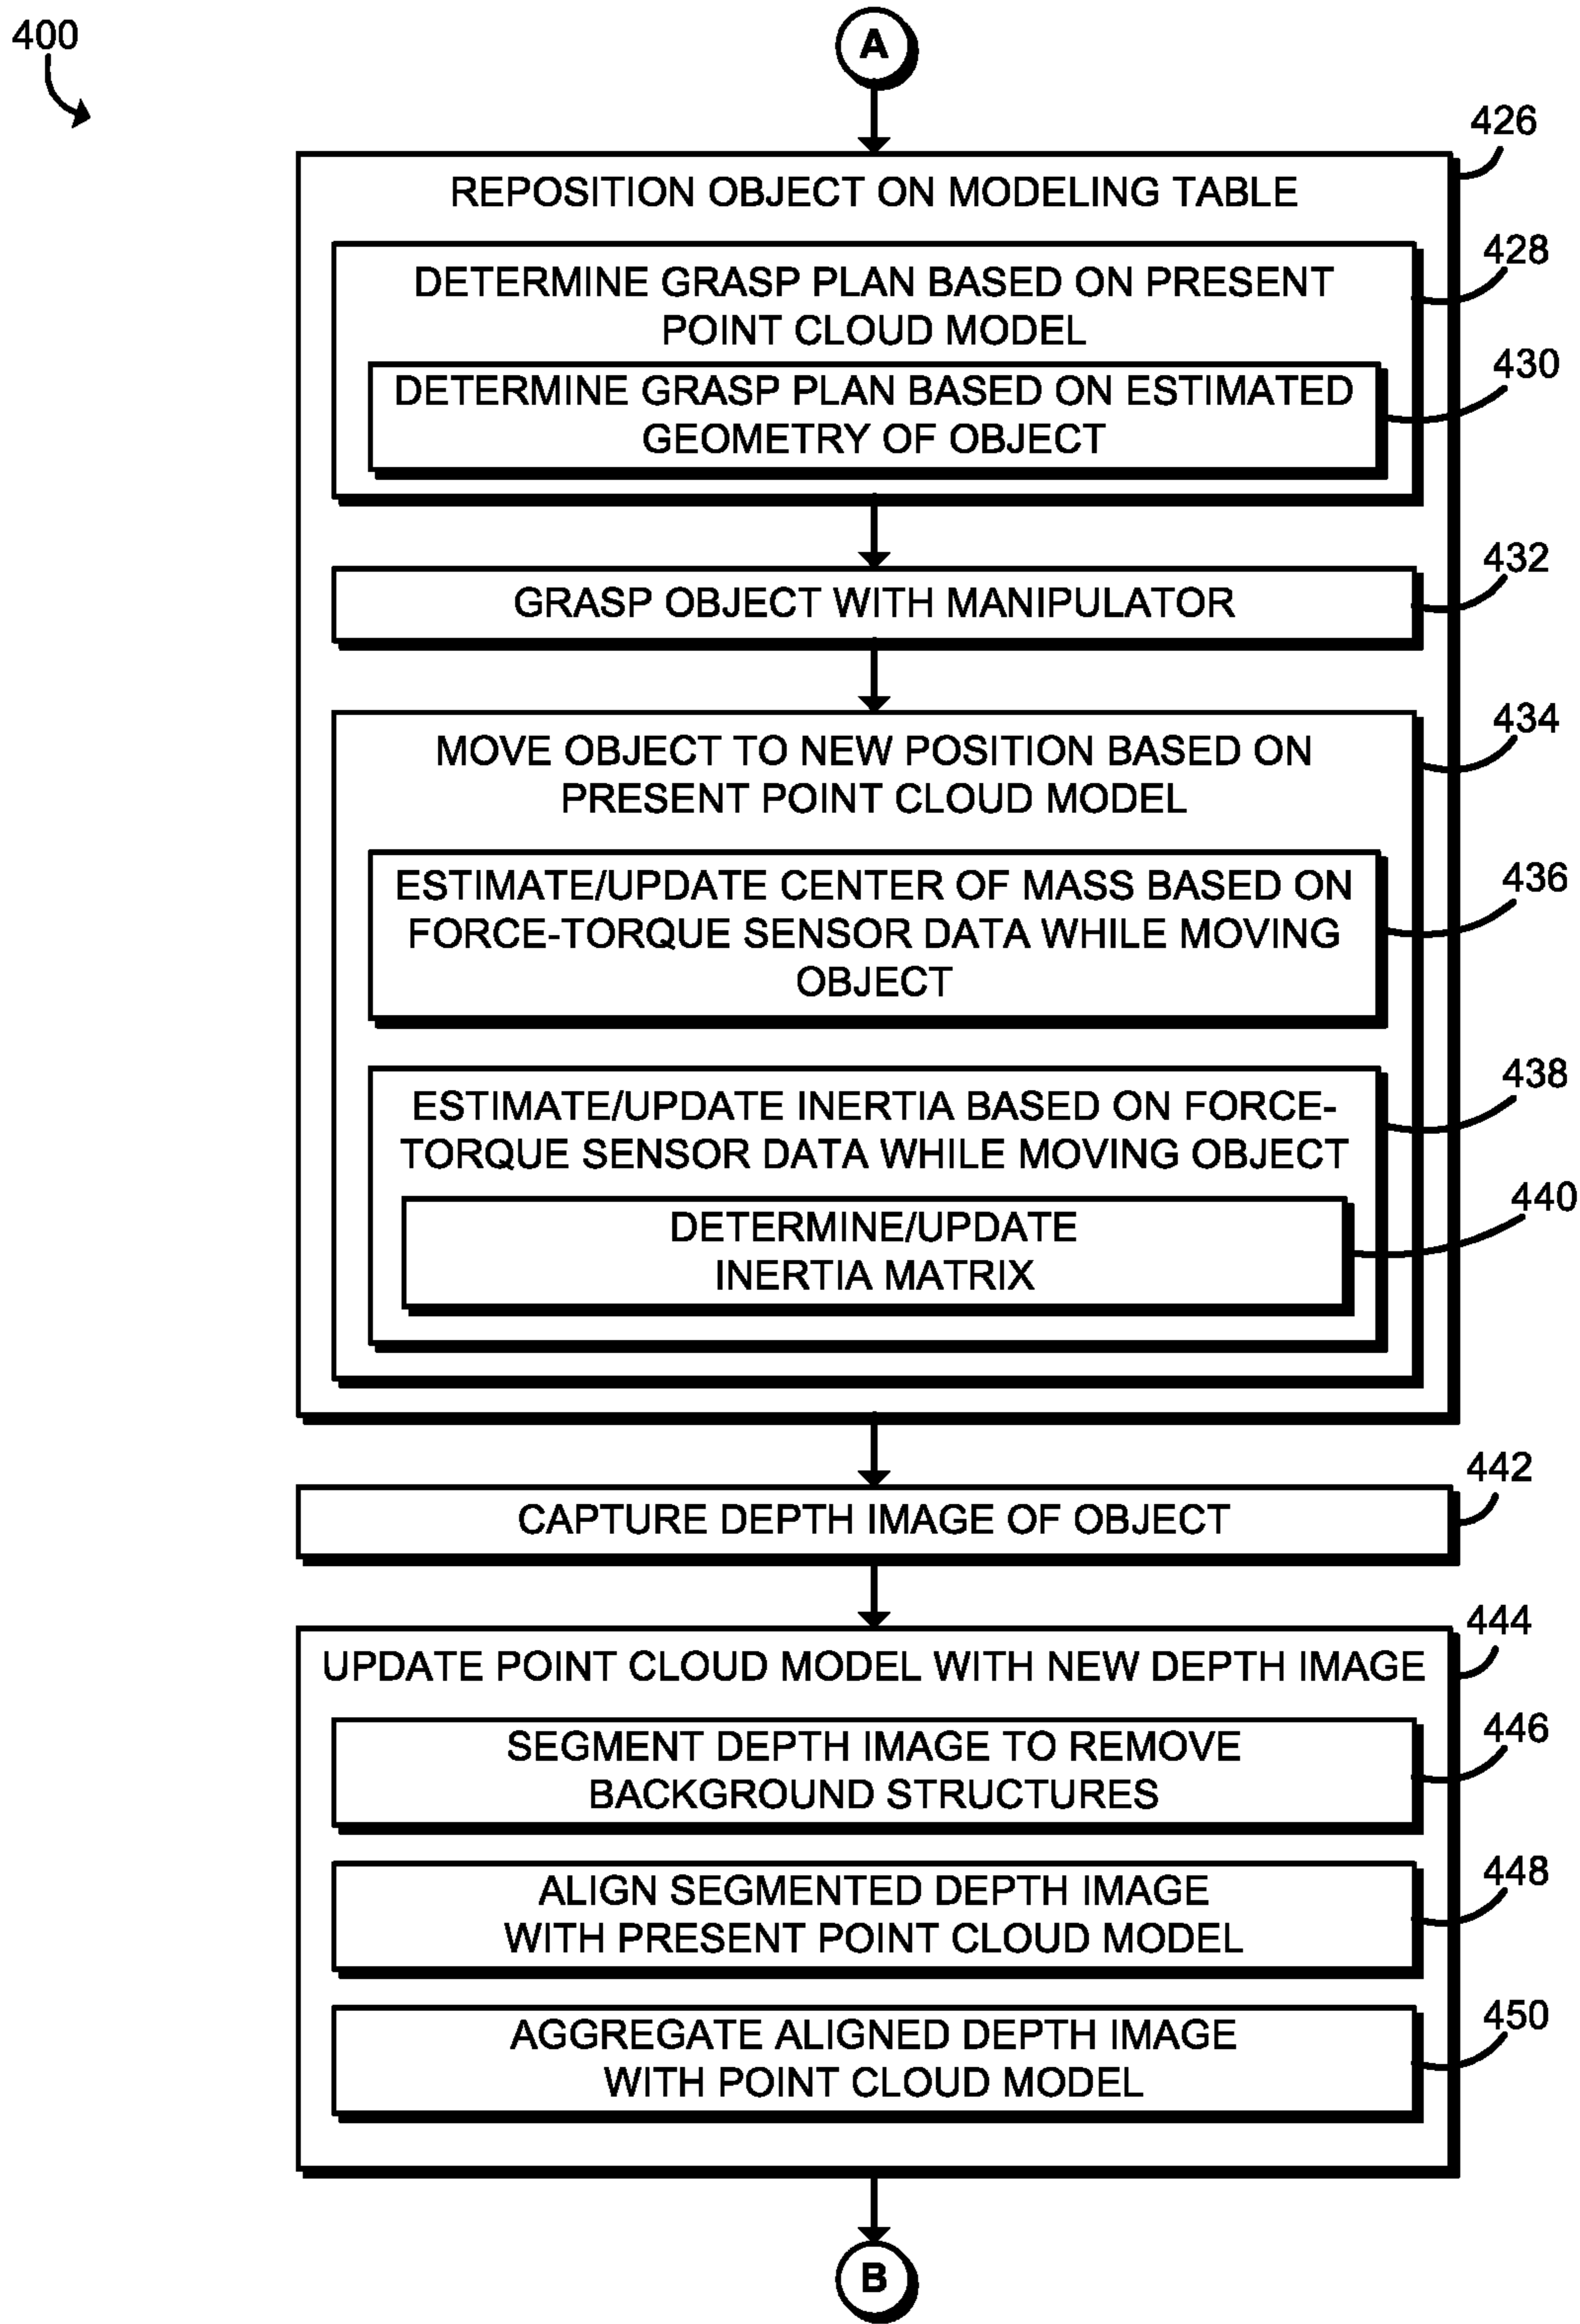 400
A
426
REPOSITION OBJECT ON MODELING TABLE
428
DETERMINE GRASP PLAN BASED ON PRESENT
POINT CLOUD MODEL
430
DETERMINE GRASP PLAN BASED ON ESTIMATED
GEOMETRY OF OBJECT
432
GRASP OBJECT WITH MANIPULATOR
434
MOVE OBJECT TO NEW POSITION BASED ON
PRESENT POINT CLOUD MODEL
436
ESTIMATE/UPDATE CENTER OF MASS BASED ON
FORCE-TORQUE SENSOR DATA WHILE MOVING
OBJECT
438
ESTIMATE/UPDATE INERTIA BASED ON FORCE-
TORQUE SENSOR DATA WHILE MOVING OBJECT
440
DETERMINE/UPDATE
INERTIA MATRIX
442
CAPTURE DEPTH IMAGE OF OBJECT
444
UPDATE POINT CLOUD MODEL WITH NEW DEPTH IMAGE
446
SEGMENT DEPTH IMAGE TO REMOVE
BACKGROUND STRUCTURES
448
ALIGN SEGMENTED DEPTH IMAGE
WITH PRESENT POINT CLOUD MODEL
450
AGGREGATE ALIGNED DEPTH IMAGE
WITH POINT CLOUD MODEL
B